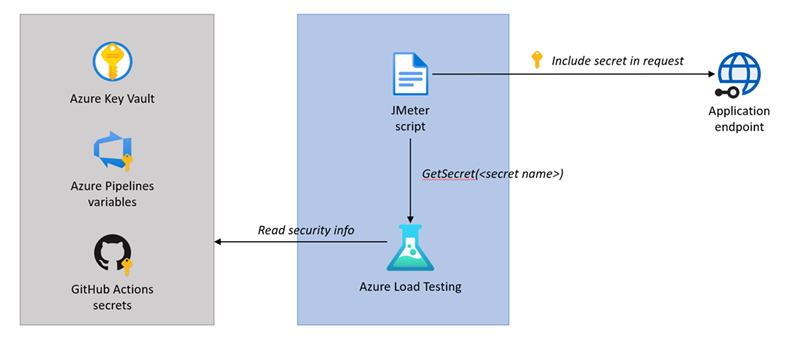 Azure Key Vault
Azure Pipelines
variables
GitHub Actions
secrets
Read security info
JMeter
script
GetSecret(<secret name>)
Azure Load Testing
Include secret in request
Application
endpoint